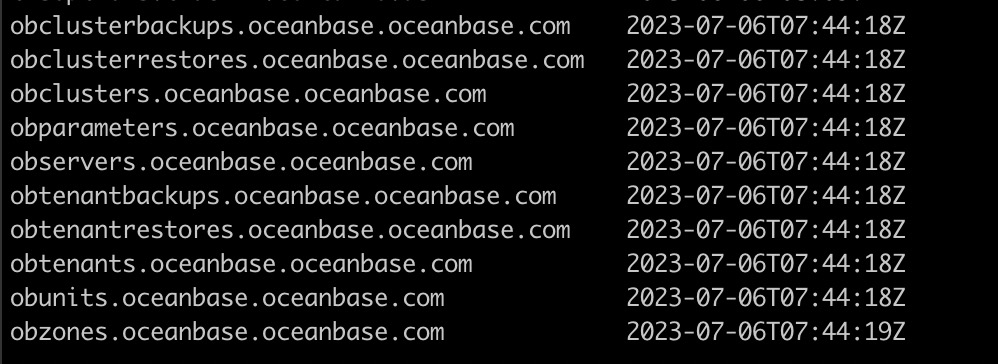 obclusterbackups.oceanbase.oceanbase.com 2023-07-06T07:44:18Z
obclusterrestores.oceanbase.oceanbase.com 2023-07-06T07:44:18Z
obclusters.oceanbase.oceanbase.com 2023-07-06T07:44:18Z
obparameters.oceanbase.oceanbase.com 2023-07-06T07:44:18Z
observers.oceanbase.oceanbase.com 2023-07-06T07:44:18Z
obtenantbackups.oceanbase.oceanbase.com 2023-07-06T07:44:18Z
obtenantrestores.oceanbase.oceanbase.com 2023-07-06T07:44:18Z
obtenants.oceanbase.oceanbase.com 2023-07-06T07:44:18Z
obunits.oceanbase.oceanbase.com 2023-07-06T07:44:18Z
obzones.oceanbase.oceanbase.com 2023-07-06T07:44:19Z